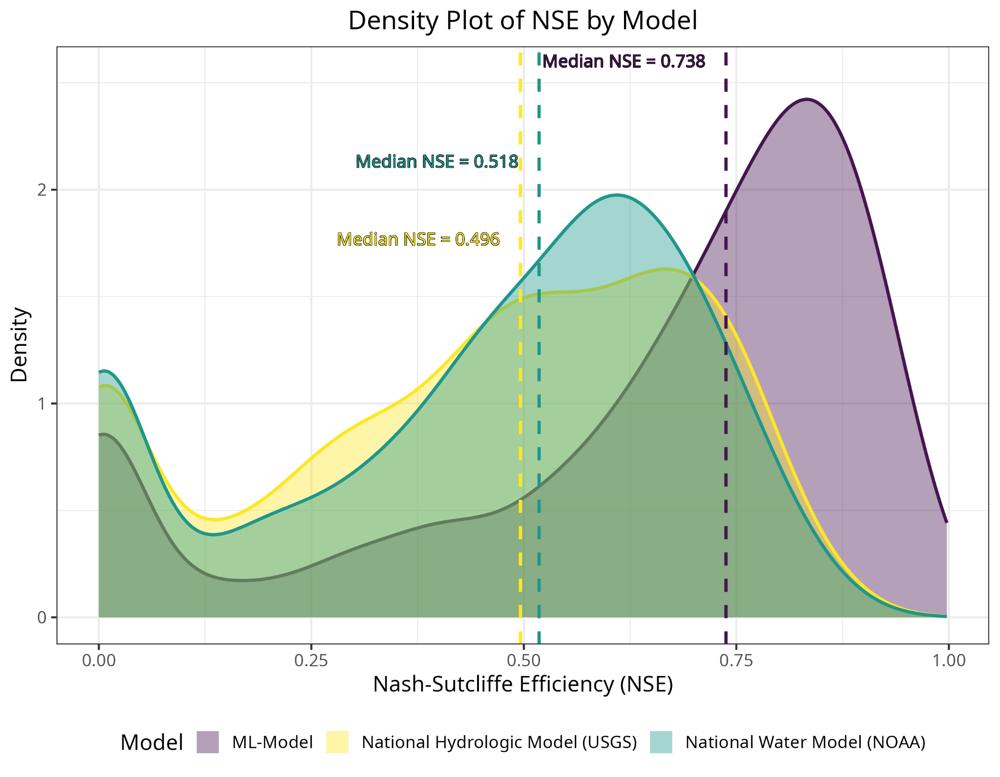 Density Plot of NSE by Model
Median NSE = 0.738
Median NSE = 0.518
Median NSE = 0.496
Density
2
1
0
0.00 0.25 0.50 0.75 1.00
Nash-Sutcliffe Efficiency (NSE)
Model ML-Model National Hydrologic Model (USGS) National Water Model (NOAA)